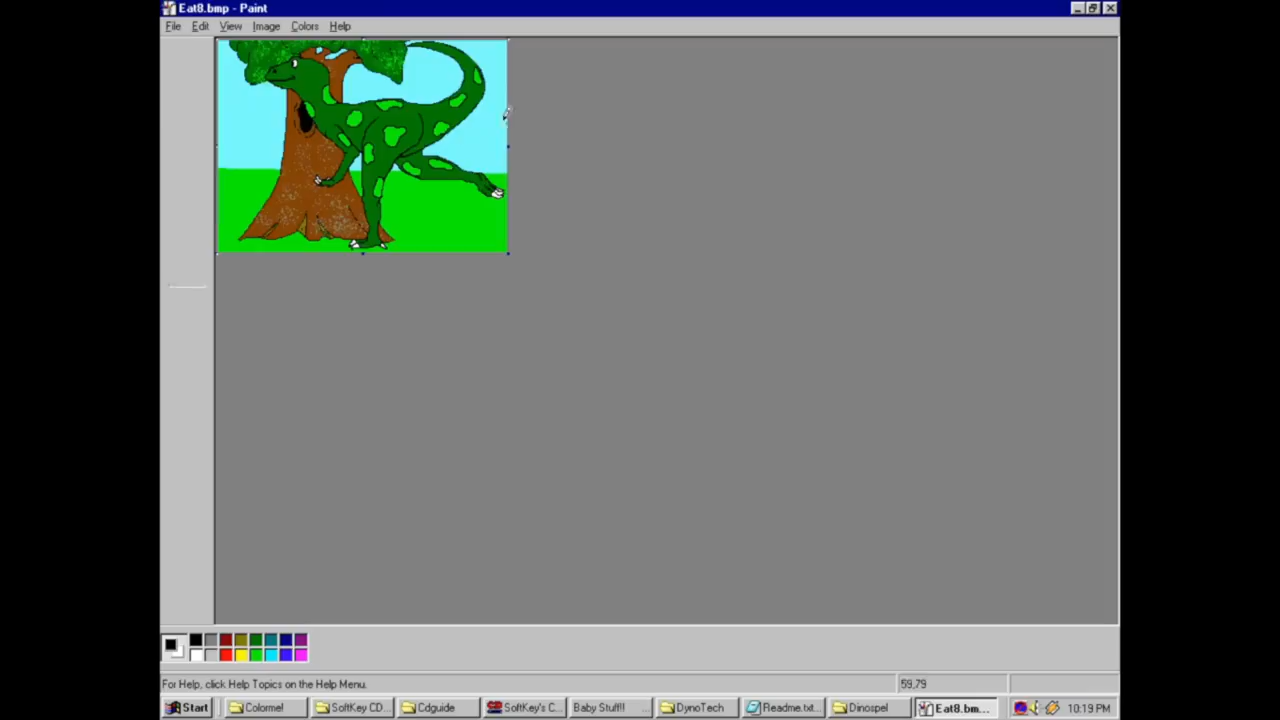 Eat8.bmp - Paint
File Edit View Image Colors Help
For Help, click Help Topics on the Help Menu.
59,79
Start Colorme! SoftKey CD... Cdguide SoftKey's C... Baby Stuff!! ... DynoTech Readme.txt... Dinospel Eat8.bm... 10:19 PM